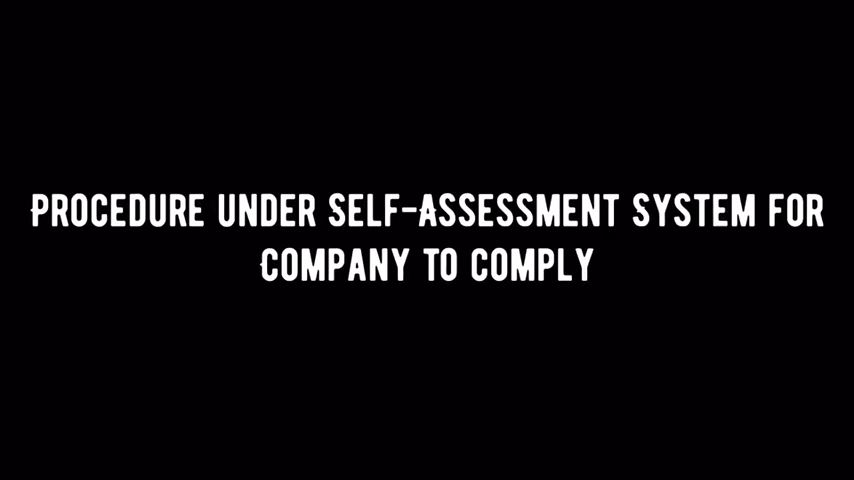 Procedure under self-Assessment System for
Company to comply